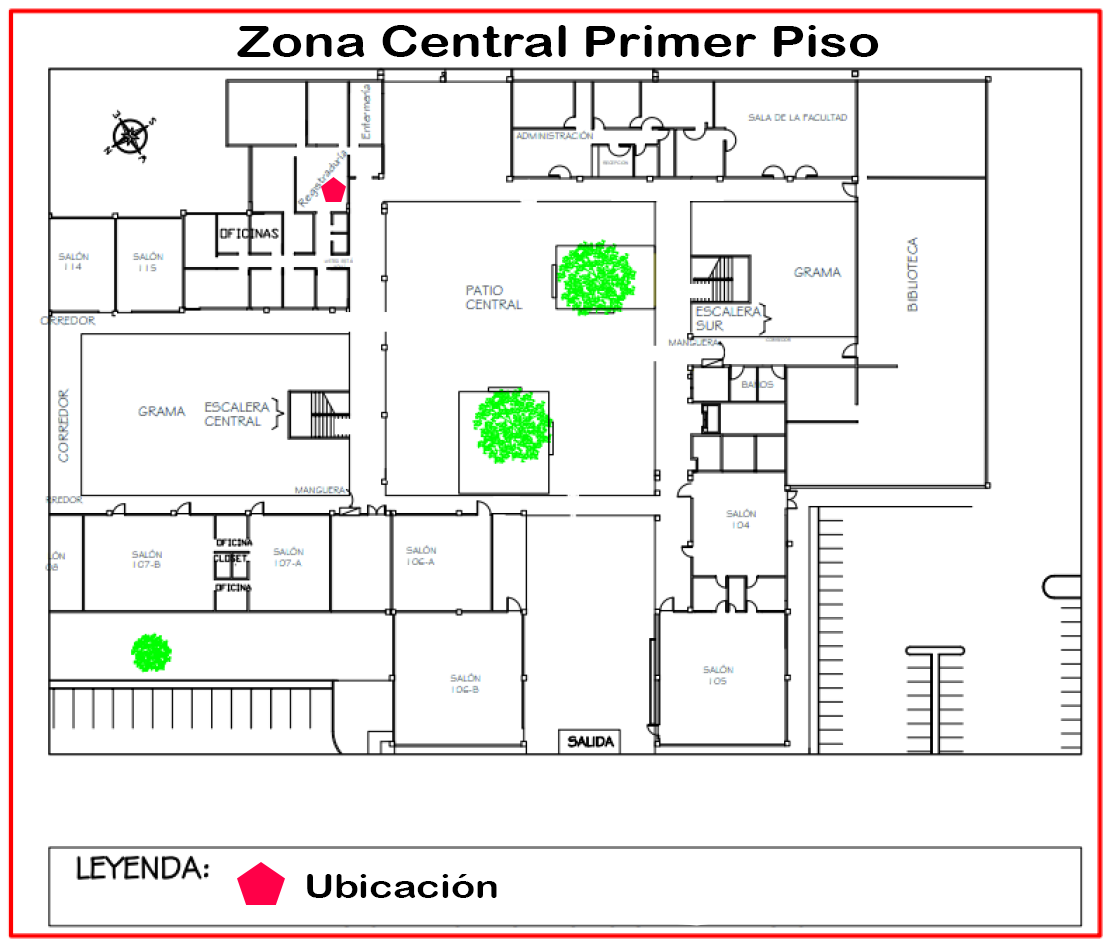 Zona Central Primer Piso
Enfermería
ADMINISTRACIÓN
SALA DE LA FACULTAD
RECEPCIÓN
Registraduría
OFICINAS
SALÓN
114
SALÓN
115
PATIO
CENTRAL
GRAMA
BIBLIOTECA
ESCALERA
SUR
ORREDOR
MANGUERA
CORREDOR
BAÑOS
CORREDOR
GRAMA
ESCALERA
CENTRAL
MANGUERA
RREDOR
SALÓN
104
LÓN
08
SALÓN
107-B
OFICINA
CLOSET
OFICINA
SALÓN
107-A
SALÓN
106-A
SALÓN
106-B
SALÓN
105
SALIDA
LEYENDA:
Ubicación